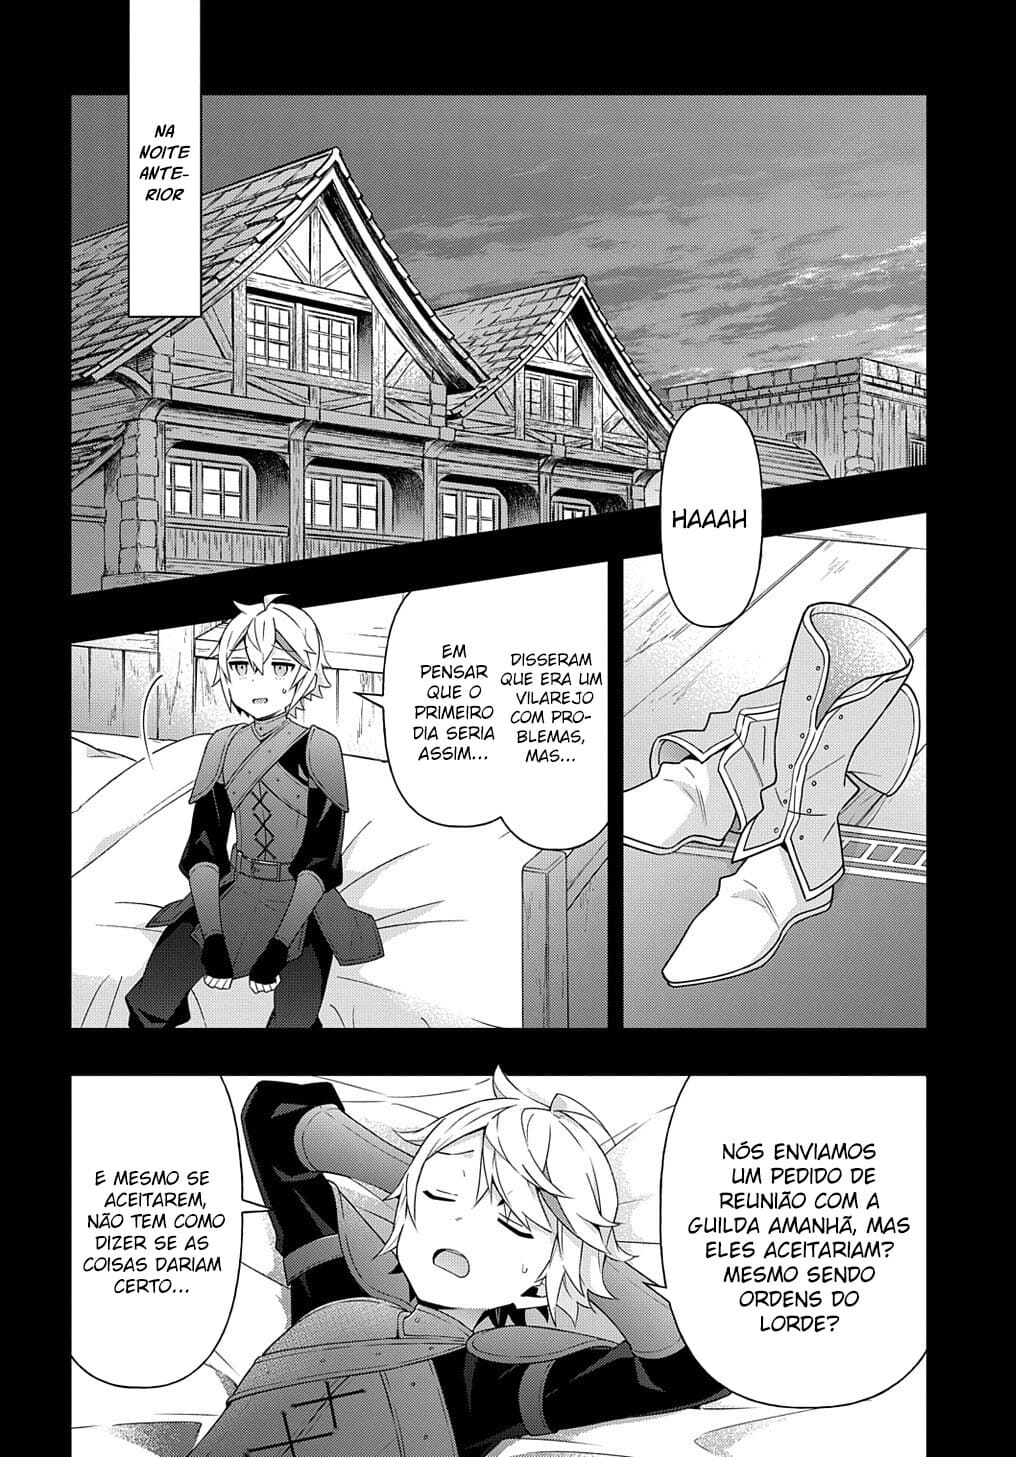 NA
NOITE
ANTE-
RIOR
HAAAH
DISSERAM
QUE ERA UM
VILAREJO
COM PRO-
BLEMAS,
MAS...
EM
PENSAR
QUE O
PRIMEIRO
DIA SERIA
ASSIM...
NÓS ENVIAMOS
UM PEDIDO DE
REUNIÃO COM A
GUILDA AMANHÃ, MAS
ELES ACEITARIAM?
MESMO SENDO
ORDENS DO
LORDE?
E MESMO SE
ACEITAREM,
NÃO TEM COMO
DIZER SE AS
COISAS DARIAM
CERTO...